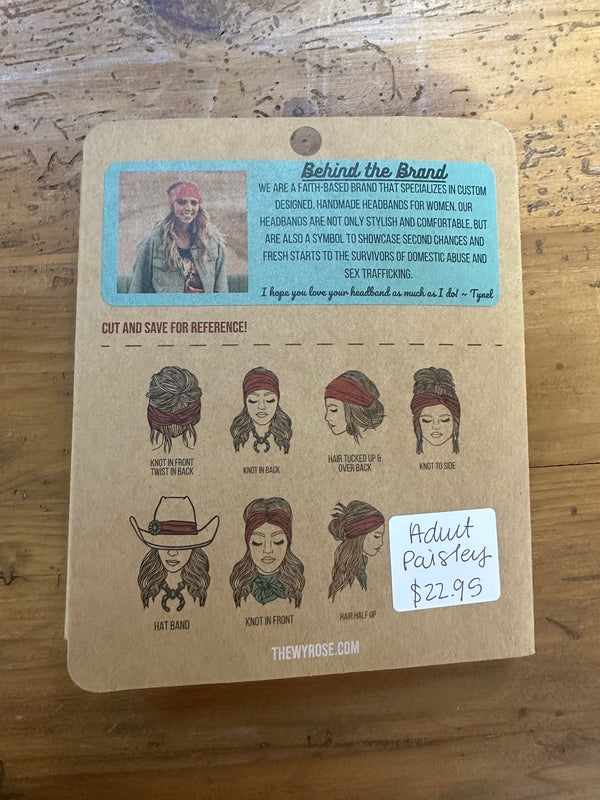 Behind the Brand
WE ARE A FAITH-BASED BRAND THAT SPECIALIZES IN CUSTOM
DESIGNED, HANDMADE HEADBANDS FOR WOMEN. OUR
HEADBANDS ARE NOT ONLY STYLISH AND COMFORTABLE, BUT
ARE ALSO A SYMBOL TO SHOWCASE SECOND CHANCES AND
FRESH STARTS TO THE SURVIVORS OF DOMESTIC ABUSE AND
SEX TRAFFICKING.
I hope you love your headband as much as I do! ~ Tynel
CUT AND SAVE FOR REFERENCE!
KNOT IN FRONT
TWIST IN BACK
KNOT IN BACK
HAIR TUCKED UP &
OVER BACK
KNOT TO SIDE
HAT BAND
KNOT IN FRONT
HAIR HALF UP
Adult
Paisley
$22.95
THEWYROSE.COM